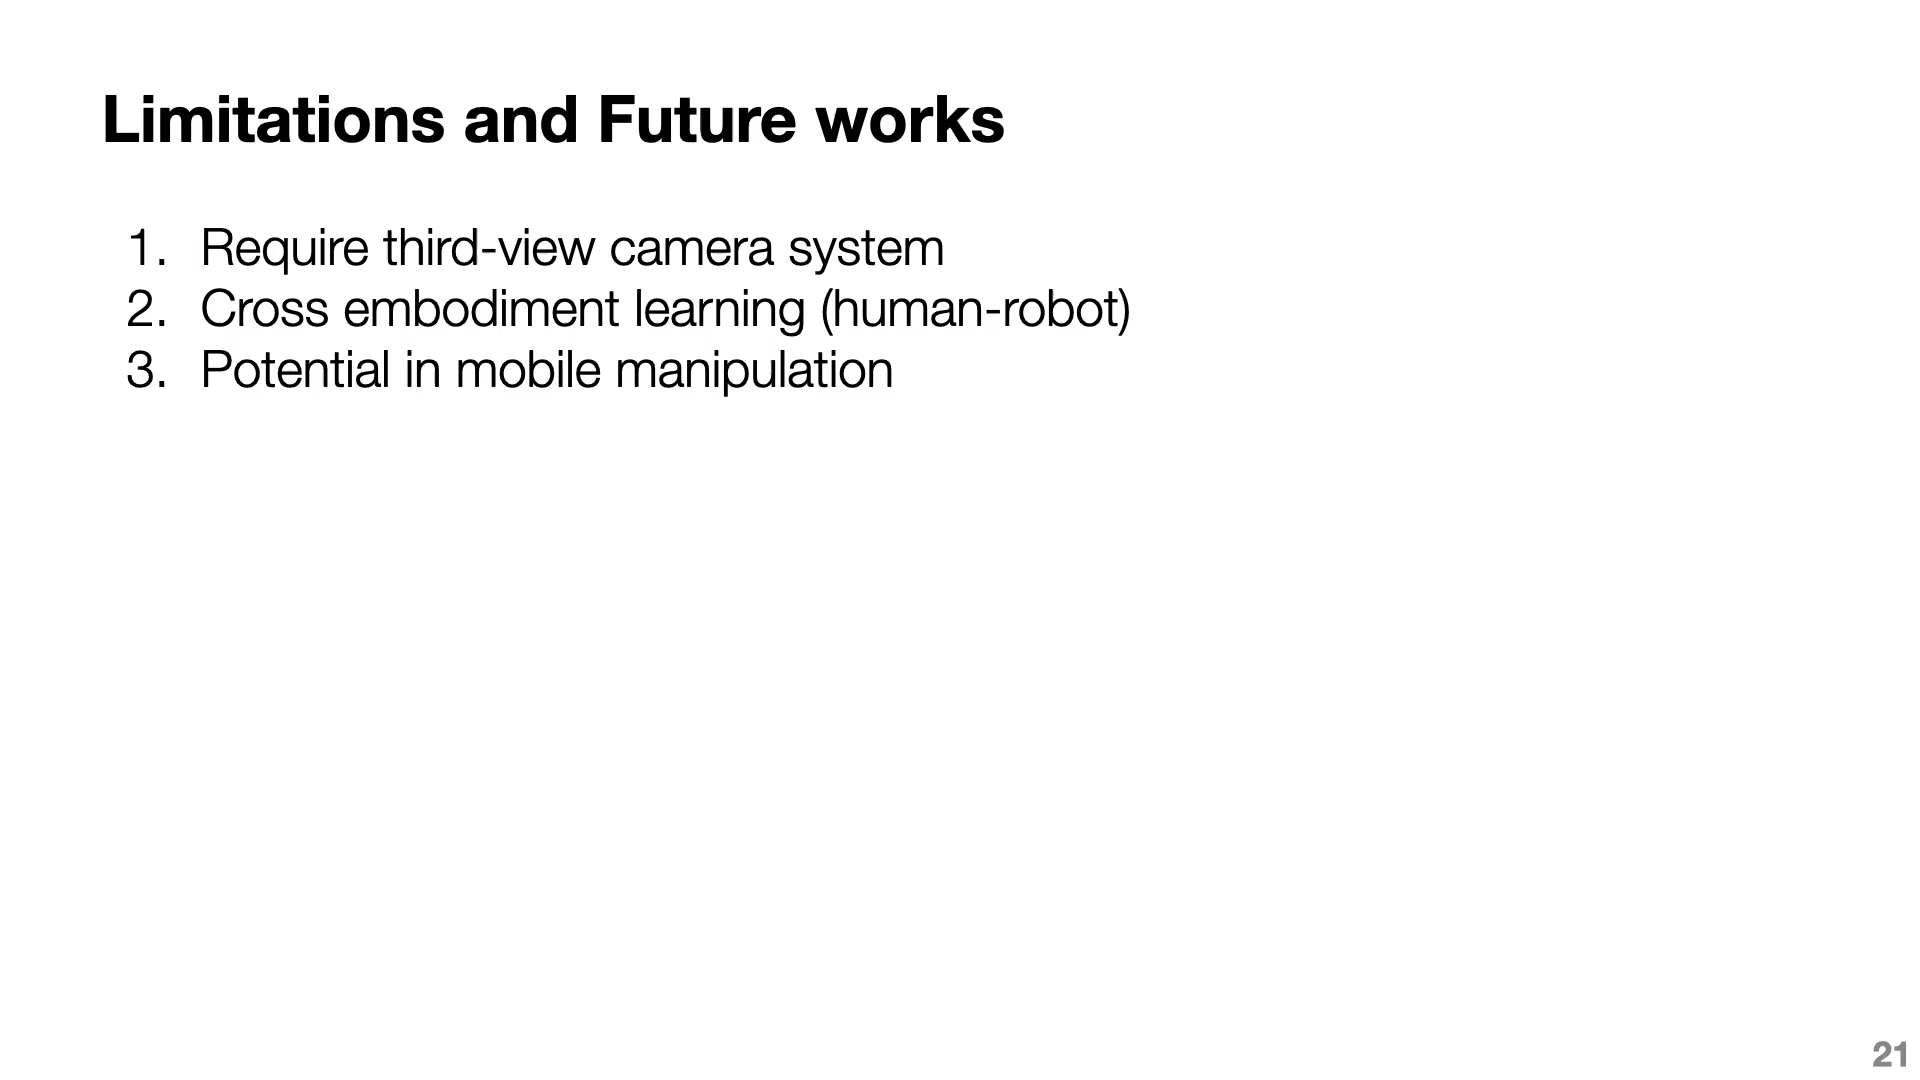 Limitations and Future works
1. Require third-view camera system
2. Cross embodiment learning (human-robot)
3. Potential in mobile manipulation
21